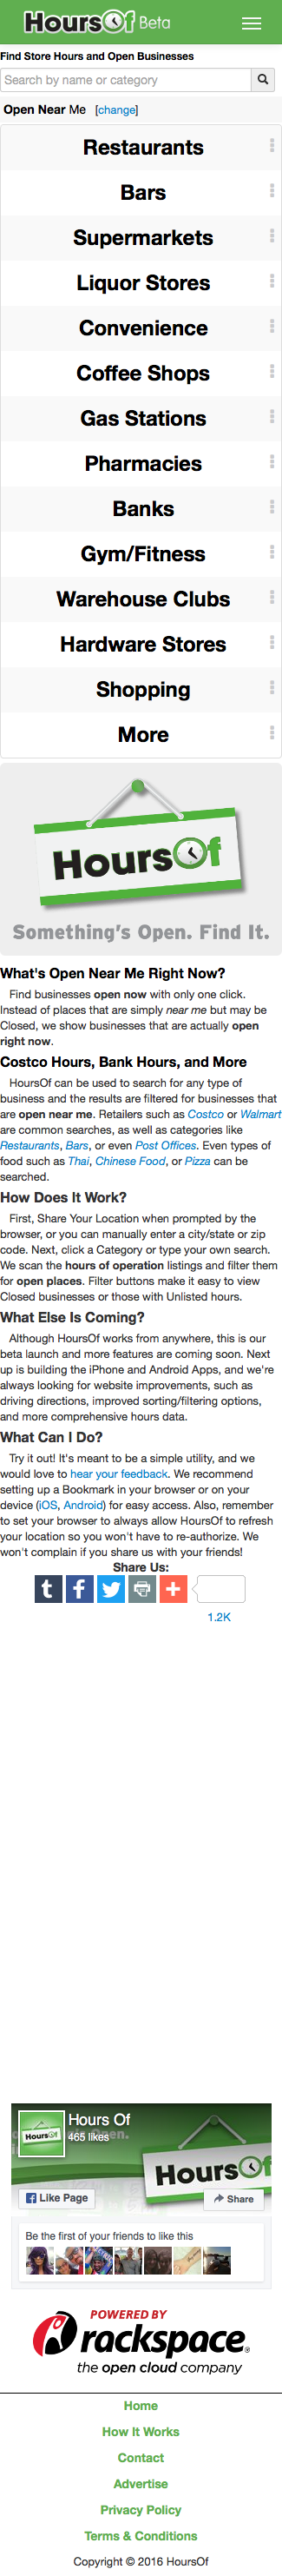 HoursOf Beta
Find Store Hours and Open Businesses
Search by name or category
Open Near Me [change]
Restaurants
Bars
Supermarkets
Liquor Stores
Convenience
Coffee Shops
Gas Stations
Pharmacies
Banks
Gym/Fitness
Warehouse Clubs
Hardware Stores
Shopping
More
HoursOf
Something's Open. Find It.
What's Open Near Me Right Now?
Find businesses open now with only one click.
Instead of places that are simply near me but may be
Closed, we show businesses that are actually open
right now.
Costco Hours, Bank Hours, and More
HoursOf can be used to search for any type of
business and the results are filtered for businesses that
are open near me. Retailers such as Costco or Walmart
are common searches, as well as categories like
Restaurants, Bars, or even Post Offices. Even types of
food such as Thai, Chinese Food, or Pizza can be
searched.
How Does It Work?
First, Share Your Location when prompted by the
browser, or you can manually enter a city/state or zip
code. Next, click a Category or type your own search.
We scan the hours of operation listings and filter them
for open places. Filter buttons make it easy to view
Closed businesses or those with Unlisted hours.
What Else Is Coming?
Although HoursOf works from anywhere, this is our
beta launch and more features are coming soon. Next
up is building the iPhone and Android Apps, and we're
always looking for website improvements, such as
driving directions, improved sorting/filtering options,
and more comprehensive hours data.
What Can I Do?
Try it out! It's meant to be a simple utility, and we
would love to hear your feedback. We recommend
setting up a Bookmark in your browser or on your
device (iOS, Android) for easy access. Also, remember
to set your browser to always allow HoursOf to refresh
your location so you won't have to re-authorize. We
won't complain if you share us with your friends!
Share Us:
1.2K
Hours Of
465 likes
HoursOf
HoursOf
Like Page
Share
Be the first of your friends to like this
POWERED BY
rackspace
the open cloud company
Home
How It Works
Contact
Advertise
Privacy Policy
Terms & Conditions
Copyright © 2016 HoursOf